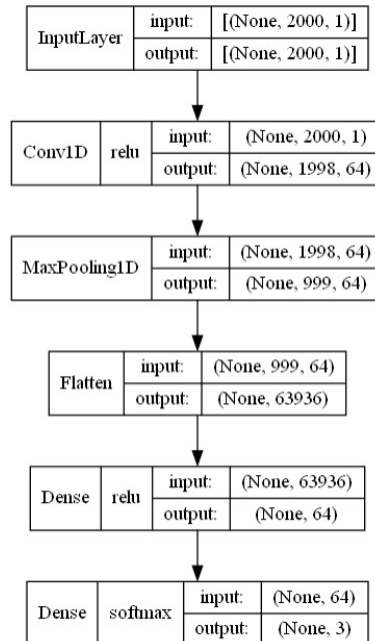 InputLayer input: [(None, 2000, 1)]
output: [(None, 2000, 1)]
Conv1D relu input: (None, 2000, 1)
output: (None, 1998, 64)
MaxPooling1D input: (None, 1998, 64)
output: (None, 999, 64)
Flatten input: (None, 999, 64)
output: (None, 63936)
Dense relu input: (None, 63936)
output: (None, 64)
Dense softmax input: (None, 64)
output: (None, 3)